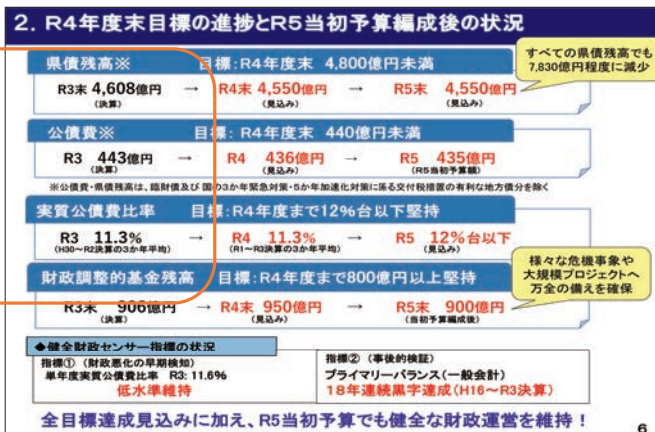 2. R4年度末目標の進捗とR5当初予算編成後の状況
県債残高※ 目標:R4年度末 4,800億円未満
すべての県債残高でも
7,830億円程度に減少
R3末 4,608億円 → R4末 4,550億円 → R5末 4,550億円
(決算) (見込み) (見込み)
公債費※ 目標:R4年度末 440億円未満
R3 443億円 → R4 436億円 → R5 435億円
(決算) (見込み) (R5当初予算額)
※公債費・県債残高は、臨財債及び 国の3か年緊急対策・5か年加速化対策に係る交付税措置の有利な地方債分を除く
実質公債費比率 目標:R4年度まで12%台以下堅持
R3 11.3% → R4 11.3% → R5 12%台以下
(H30~R2決算の3か年平均) (R1~R3決算の3か年平均) (見込み)
様々な危機事象や
大規模プロジェクトへ
万全の備えを確保
財政調整的基金残高 目標:R4年度まで800億円以上堅持
R3末 906億円 → R4末 950億円 → R5末 900億円
(決算) (見込み) (当初予算編成後)
◆健全財政センサー指標の状況
指標① (財政悪化の早期検知)
単年度実質公債費比率 R3: 11.6%
低水準維持
指標② (事後的検証)
プライマリーバランス(一般会計)
18年連続黒字達成(H16~R3決算)
全目標達成見込みに加え、R5当初予算でも健全な財政運営を維持!
6